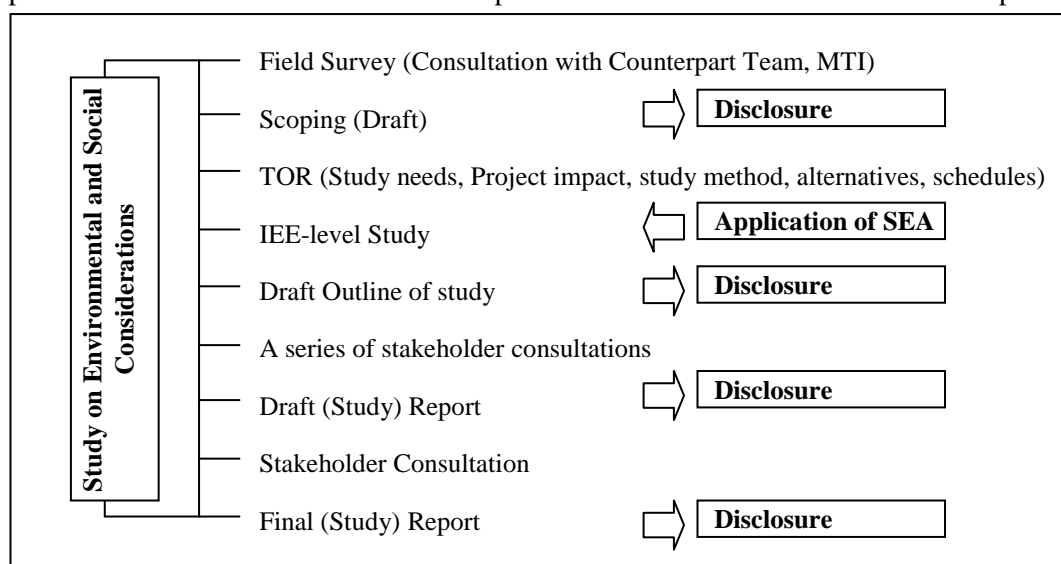 Study on Environmental and Social
Considerations
Field Survey (Consultation with Counterpart Team, MTI)
Scoping (Draft)
Disclosure
TOR (Study needs, Project impact, study method, alternatives, schedules)
IEE-level Study
Application of SEA
Draft Outline of study
Disclosure
A series of stakeholder consultations
Draft (Study) Report
Disclosure
Stakeholder Consultation
Final (Study) Report
Disclosure